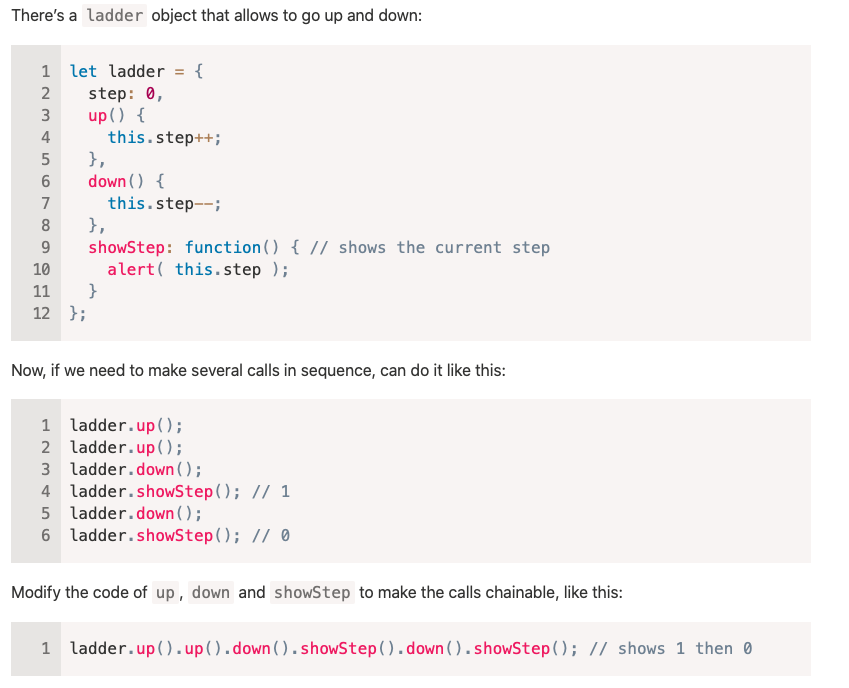 There's a ladder object that allows to go up and down:
1 let ladder = {
2   step: 0,
3   up() {
4     this.step++;
5   },
6   down() {
7     this.step--;
8   },
9   showStep: function() { // shows the current step
10     alert( this.step );
11   }
12 };
Now, if we need to make several calls in sequence, can do it like this:
1 ladder.up();
2 ladder.up();
3 ladder.down();
4 ladder.showStep(); // 1
5 ladder.down();
6 ladder.showStep(); // 0
Modify the code of up, down and showStep to make the calls chainable, like this:
1 ladder.up().up().down().showStep().down().showStep(); // shows 1 then 0